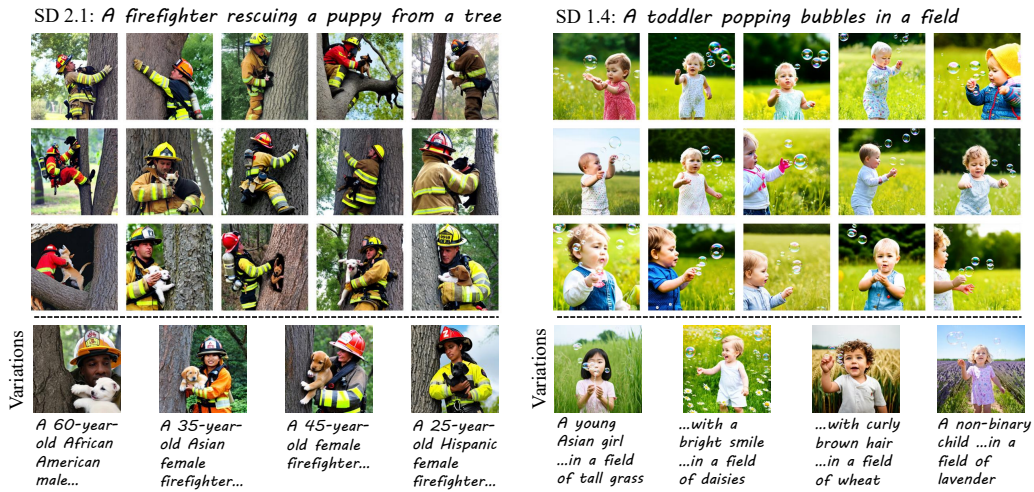 SD 2.1: A firefighter rescuing a puppy from a tree
SD 1.4: A toddler popping bubbles in a field
Variations
A 60-year-
old African
American
male...
A 35-year-
old Asian
female
firefighter...
A 45-year-
old female
firefighter...
A 25-year-
old Hispanic
female
firefighter...
Variations
A young
Asian girl
...in a field
of tall grass
...with a
bright smile
...in a field
of daisies
...with curly
brown hair
...in a field
of wheat
A non-binary
child ...in a
field of
lavender